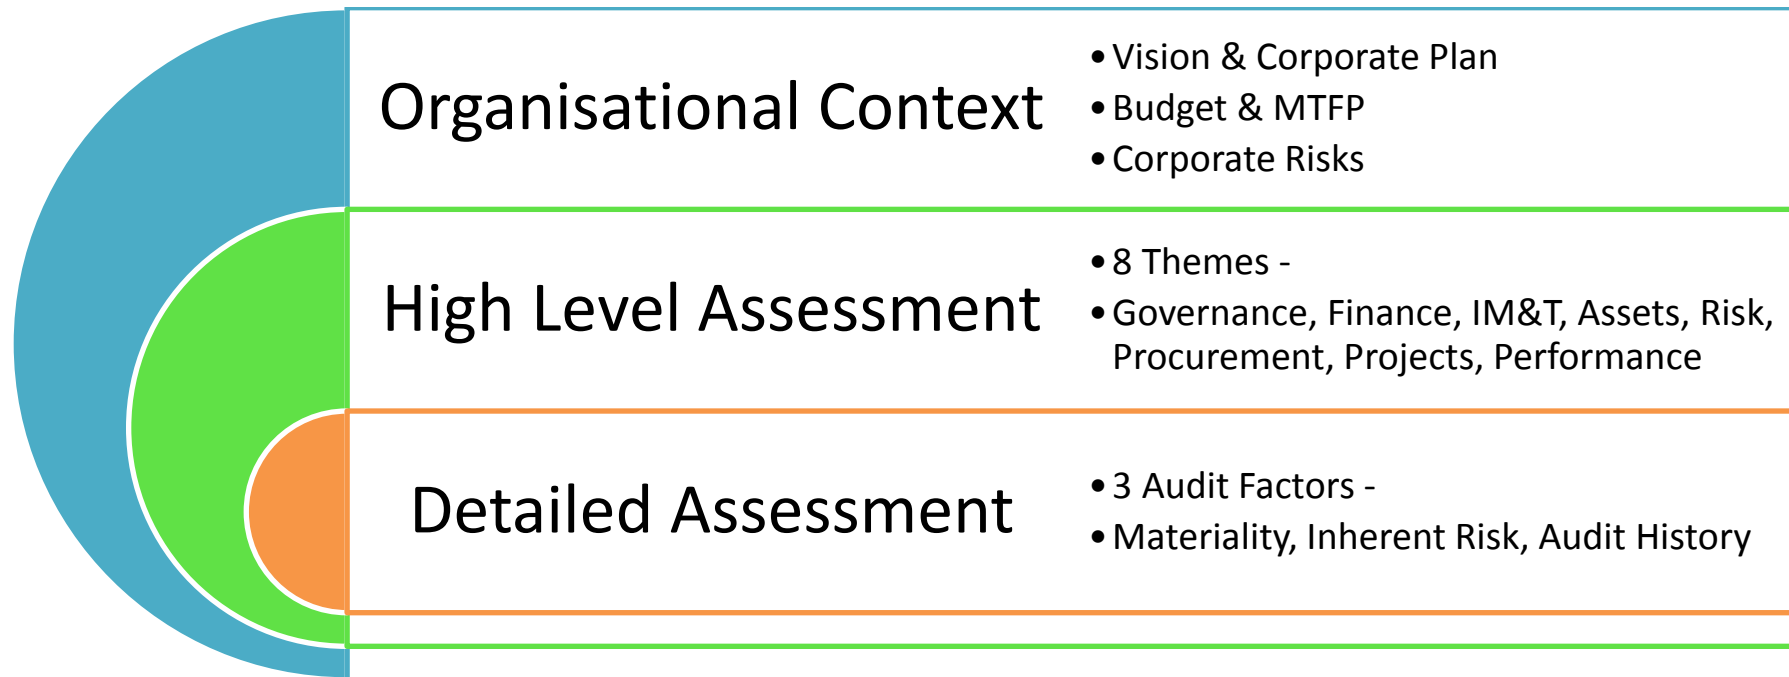 Organisational Context
• Vision & Corporate Plan
• Budget & MTFP
• Corporate Risks
High Level Assessment
• 8 Themes -
• Governance, Finance, IM&T, Assets, Risk,
Procurement, Projects, Performance
Detailed Assessment
• 3 Audit Factors -
• Materiality, Inherent Risk, Audit History